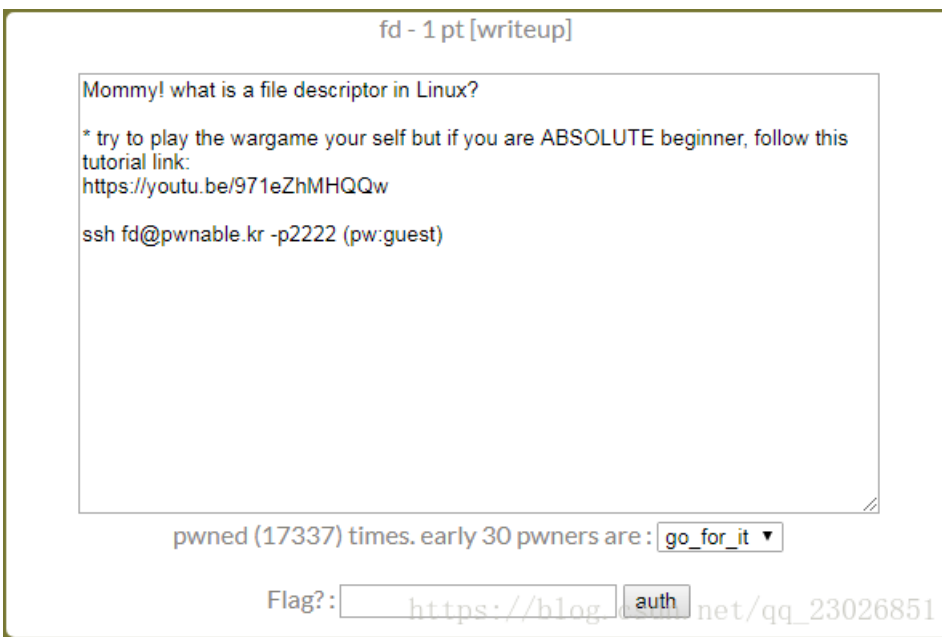 fd - 1 pt [writeup]
Mommy! what is a file descriptor in Linux?
* try to play the wargame your self but if you are ABSOLUTE beginner, follow this
tutorial link:
https://youtu.be/971eZhMHQQw
ssh fd@pwnable.kr -p2222 (pw:guest)
pwned (17337) times. early 30 pwners are : go_for_it ▼
Flag? : auth
https://blog.csdn.net/qq_23026851